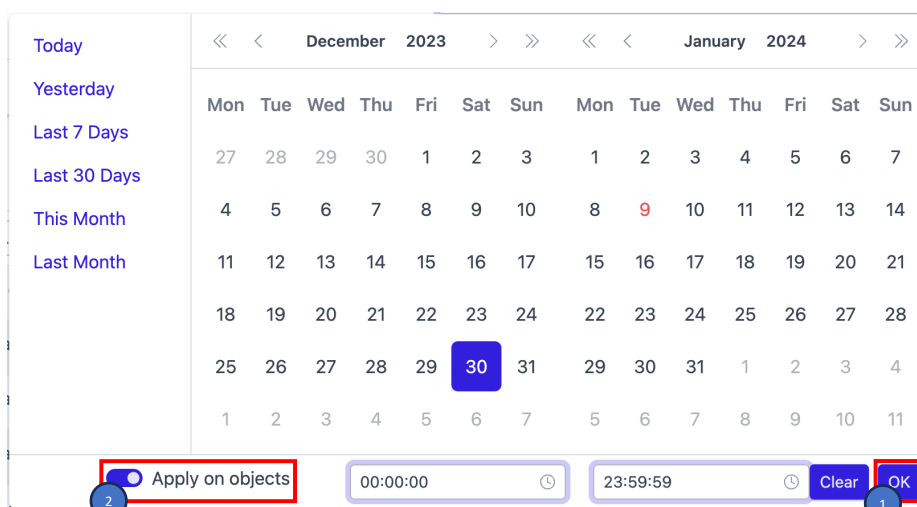 Today
Yesterday
Last 7 Days
Last 30 Days
This Month
Last Month
December 2023
Mon Tue Wed Thu Fri Sat Sun
27 28 29 30 1 2 3
4 5 6 7 8 9 10
11 12 13 14 15 16 17
18 19 20 21 22 23 24
25 26 27 28 29 30 31
1 2 3 4 5 6 7
January 2024
Mon Tue Wed Thu Fri Sat Sun
1 2 3 4 5 6 7
8 9 10 11 12 13 14
15 16 17 18 19 20 21
22 23 24 25 26 27 28
29 30 31 1 2 3 4
5 6 7 8 9 10 11
Apply on objects
00:00:00
23:59:59
Clear
OK
2
1